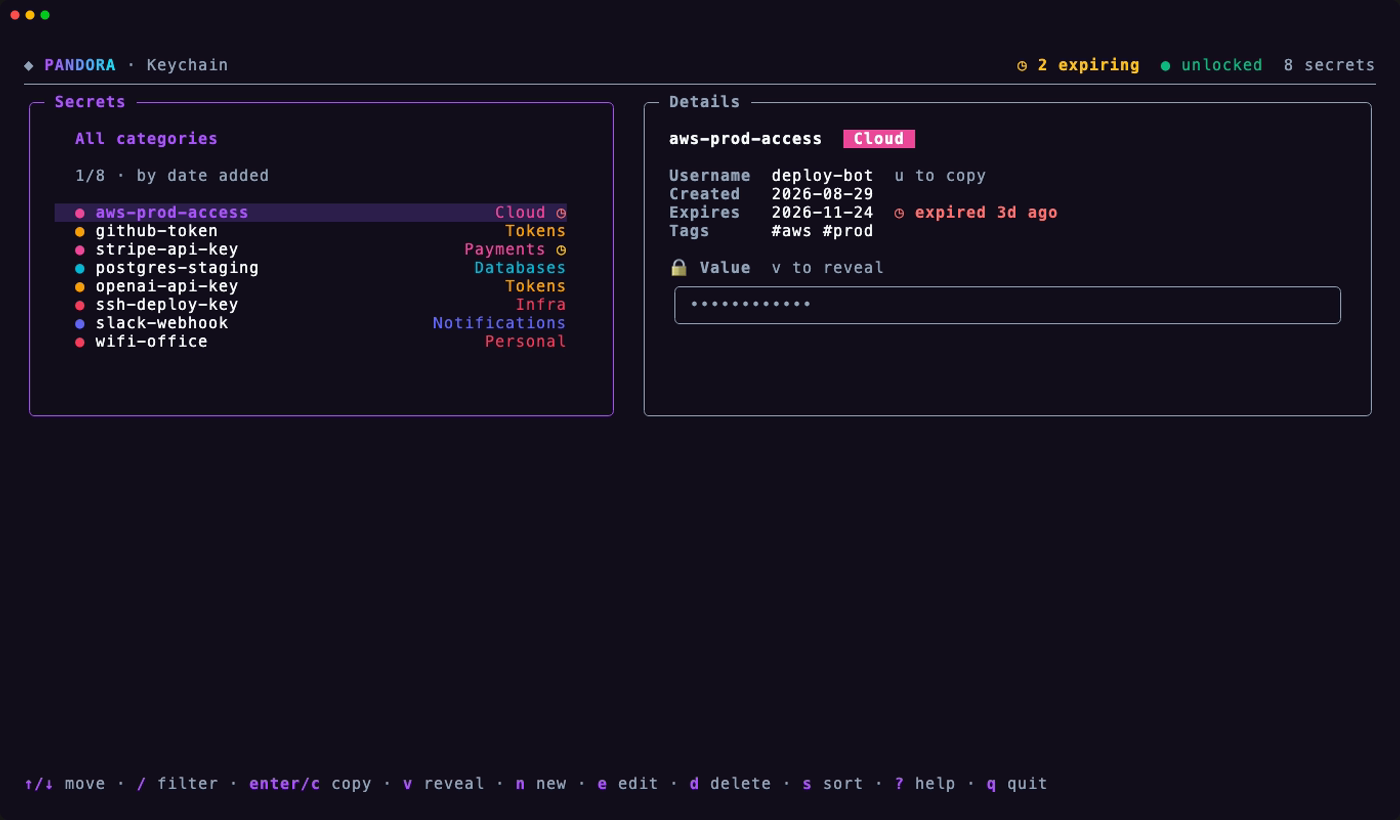 ◆ PANDORA · Keychain
◷ 2 expiring ● unlocked 8 secrets
Secrets
All categories
1/8 · by date added
● aws-prod-access Cloud ◷
● github-token Tokens
● stripe-api-key Payments ◷
● postgres-staging Databases
● openai-api-key Tokens
● ssh-deploy-key Infra
● slack-webhook Notifications
● wifi-office Personal
Details
aws-prod-access Cloud
Username deploy-bot u to copy
Created 2026-08-29
Expires 2026-11-24 ◷ expired 3d ago
Tags #aws #prod
🔒 Value v to reveal
••••••••••••
↑/↓ move · / filter · enter/c copy · v reveal · n new · e edit · d delete · s sort · ? help · q quit